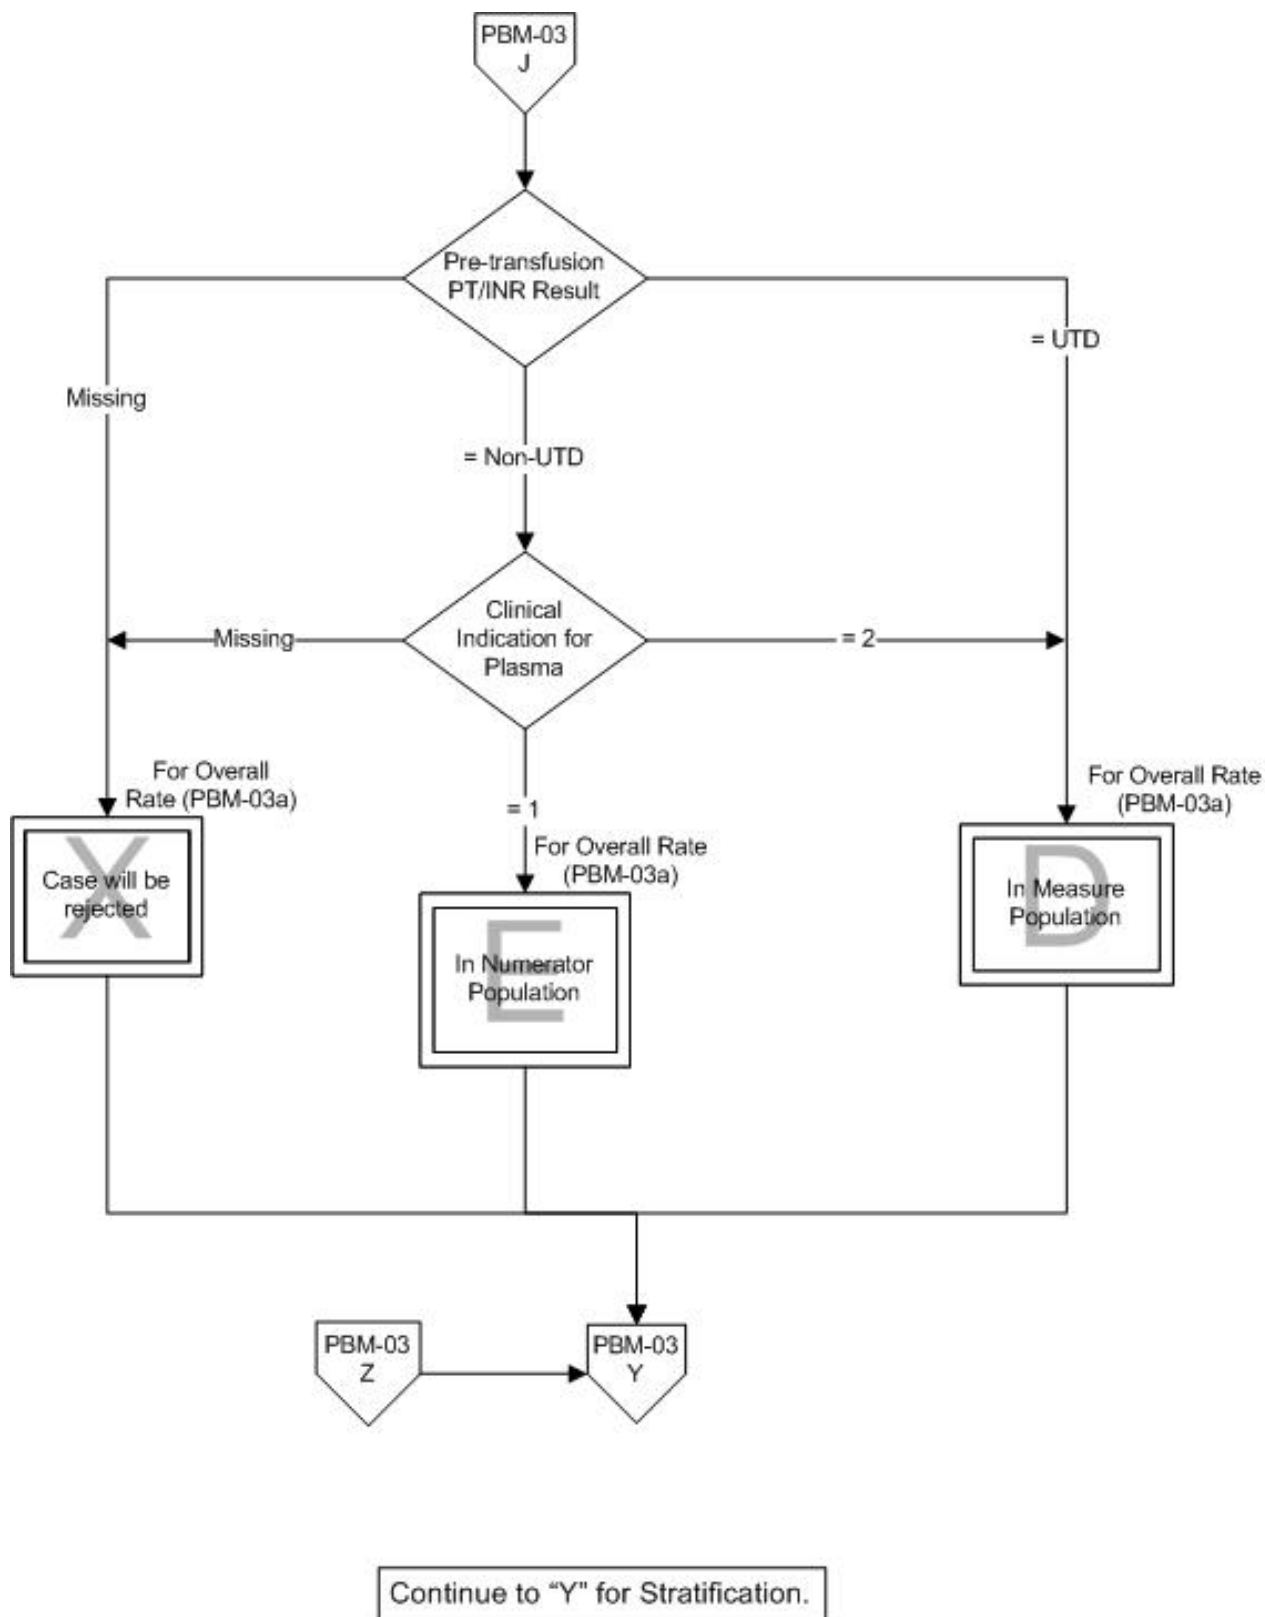 PBM-03
J
Pre-transfusion
PT/INR Result
= UTD
Missing
= Non-UTD
Clinical
Indication for
Plasma
Missing
= 2
For Overall
Rate (PBM-03a)
= 1
For Overall Rate
(PBM-03a)
For Overall Rate
(PBM-03a)
X
Case will be
rejected
E
In Numerator
Population
D
In Measure
Population
PBM-03
Z
PBM-03
Y
Continue to “Y” for Stratification.